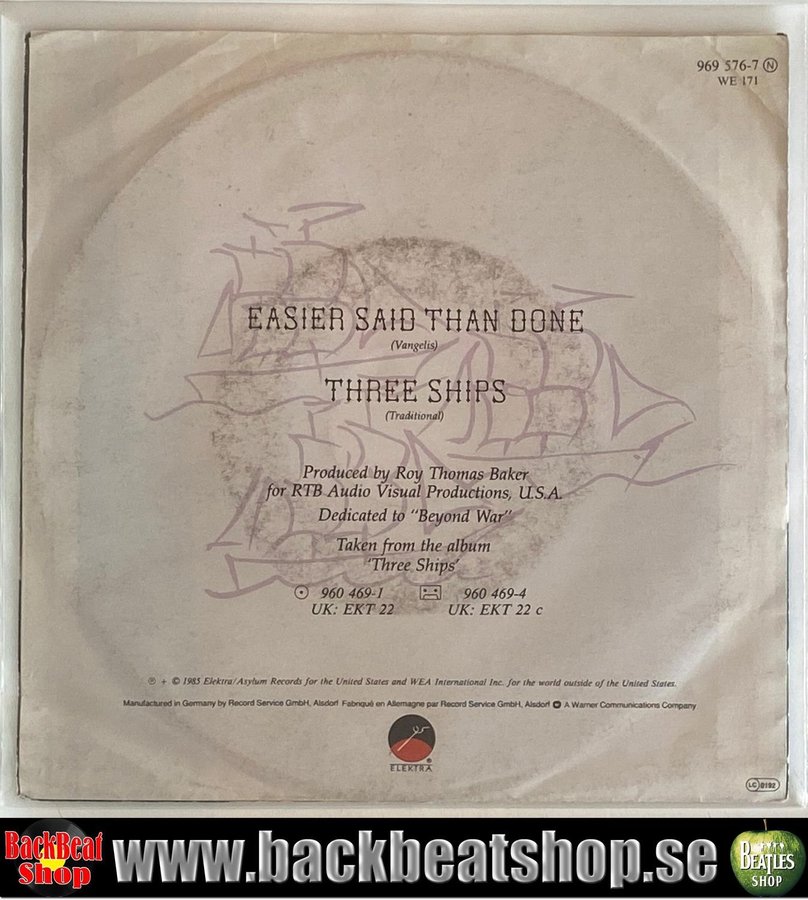 969 576-7 Ⓝ
WE 171
EASIER SAID THAN DONE
(Vangelis)
THREE SHIPS
(Traditional)
Produced by Roy Thomas Baker
for RTB Audio Visual Productions, U.S.A.
Dedicated to "Beyond War"
Taken from the album
"Three Ships"
960 469-1 960 469-4
UK: EKT 22 UK: EKT 22 c
℗ + © 1985 Elektra/Asylum Records for the United States and WEA International Inc. for the world outside of the United States.
Manufactured in Germany by Record Service GmbH, Alsdorf Fabriqué en Allemagne par Record Service GmbH, Alsdorf A Warner Communications Company
ELEKTRA®
LC 0192
BackBeat
Shop
www.backbeatshop.se
BEATLES
SHOP